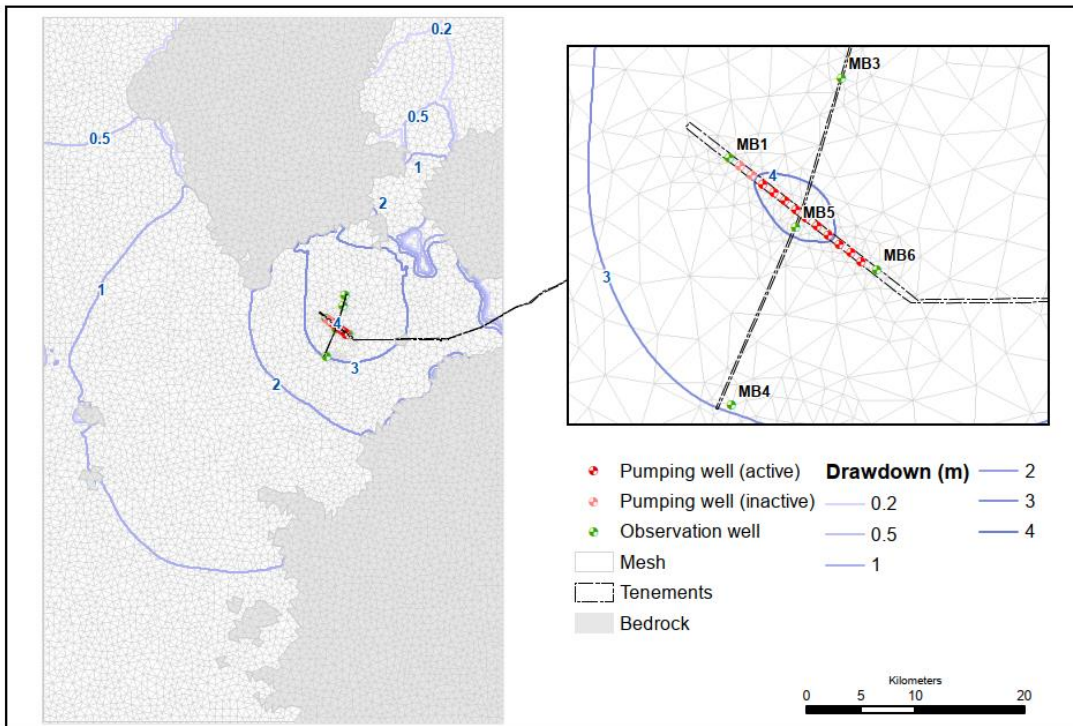 0.2
0.5
0.5
1
2
1
4
3
2
MB3
MB1
4
MB5
MB6
3
MB4
Pumping well (active)
Pumping well (inactive)
Observation well
Mesh
Tenements
Bedrock
Drawdown (m)
0.2
0.5
1
2
3
4
Kilometers
0 5 10 20